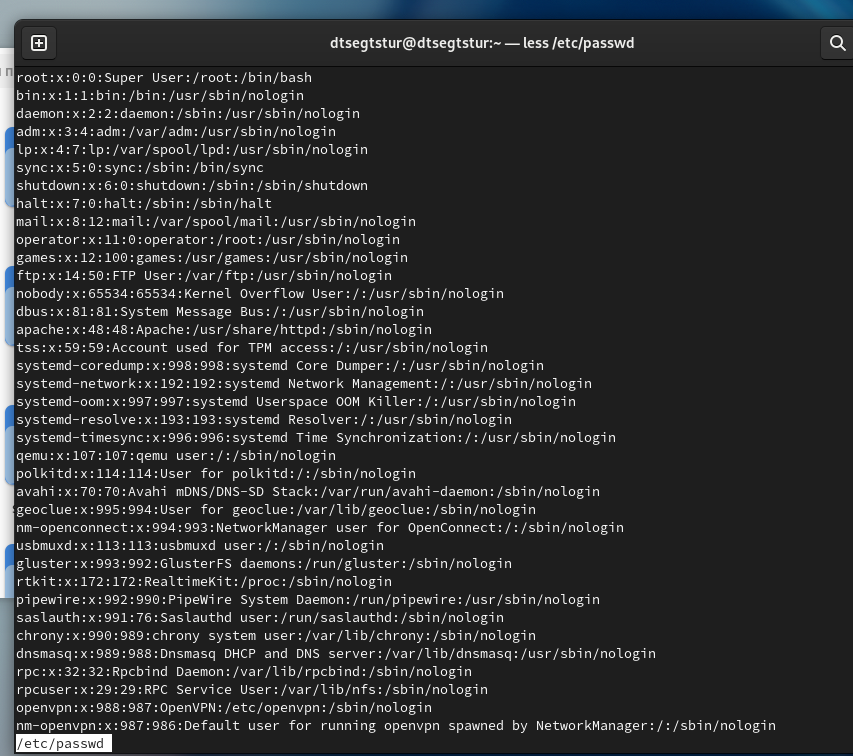 dtsegtstur@dtsegtstur:~ — less /etc/passwd
root:x:0:0:Super User:/root:/bin/bash
bin:x:1:1:bin:/bin:/usr/sbin/nologin
daemon:x:2:2:daemon:/sbin:/usr/sbin/nologin
adm:x:3:4:adm:/var/adm:/usr/sbin/nologin
lp:x:4:7:lp:/var/spool/lpd:/usr/sbin/nologin
sync:x:5:0:sync:/sbin:/bin/sync
shutdown:x:6:0:shutdown:/sbin:/sbin/shutdown
halt:x:7:0:halt:/sbin:/sbin/halt
mail:x:8:12:mail:/var/spool/mail:/usr/sbin/nologin
operator:x:11:0:operator:/root:/usr/sbin/nologin
games:x:12:100:games:/usr/games:/usr/sbin/nologin
ftp:x:14:50:FTP User:/var/ftp:/usr/sbin/nologin
nobody:x:65534:65534:Kernel Overflow User:/:/usr/sbin/nologin
dbus:x:81:81:System Message Bus:/:/usr/sbin/nologin
apache:x:48:48:Apache:/usr/share/httpd:/sbin/nologin
tss:x:59:59:Account used for TPM access:/:/usr/sbin/nologin
systemd-coredump:x:998:998:systemd Core Dumper:/:/usr/sbin/nologin
systemd-network:x:192:192:systemd Network Management:/:/usr/sbin/nologin
systemd-oom:x:997:997:systemd Userspace OOM Killer:/:/usr/sbin/nologin
systemd-resolve:x:193:193:systemd Resolver:/:/usr/sbin/nologin
systemd-timesync:x:996:996:systemd Time Synchronization:/:/usr/sbin/nologin
qemu:x:107:107:qemu user:/:/sbin/nologin
polkitd:x:114:114:User for polkitd:/:/sbin/nologin
avahi:x:70:70:Avahi mDNS/DNS-SD Stack:/var/run/avahi-daemon:/sbin/nologin
geoclue:x:995:994:User for geoclue:/var/lib/geoclue:/sbin/nologin
nm-openconnect:x:994:993:NetworkManager user for OpenConnect:/:/sbin/nologin
usbmuxd:x:113:113:usbmuxd user:/:/sbin/nologin
gluster:x:993:992:GlusterFS daemons:/run/gluster:/sbin/nologin
rtkit:x:172:172:RealtimeKit:/proc:/sbin/nologin
pipewire:x:992:990:PipeWire System Daemon:/run/pipewire:/usr/sbin/nologin
saslauth:x:991:76:Saslauthd user:/run/saslauthd:/sbin/nologin
chrony:x:990:989:chrony system user:/var/lib/chrony:/sbin/nologin
dnsmasq:x:989:988:Dnsmasq DHCP and DNS server:/var/lib/dnsmasq:/usr/sbin/nologin
rpc:x:32:32:Rpcbind Daemon:/var/lib/rpcbind:/sbin/nologin
rpcuser:x:29:29:RPC Service User:/var/lib/nfs:/sbin/nologin
openvpn:x:988:987:OpenVPN:/etc/openvpn:/sbin/nologin
nm-openvpn:x:987:986:Default user for running openvpn spawned by NetworkManager:/:/sbin/nologin
/etc/passwd